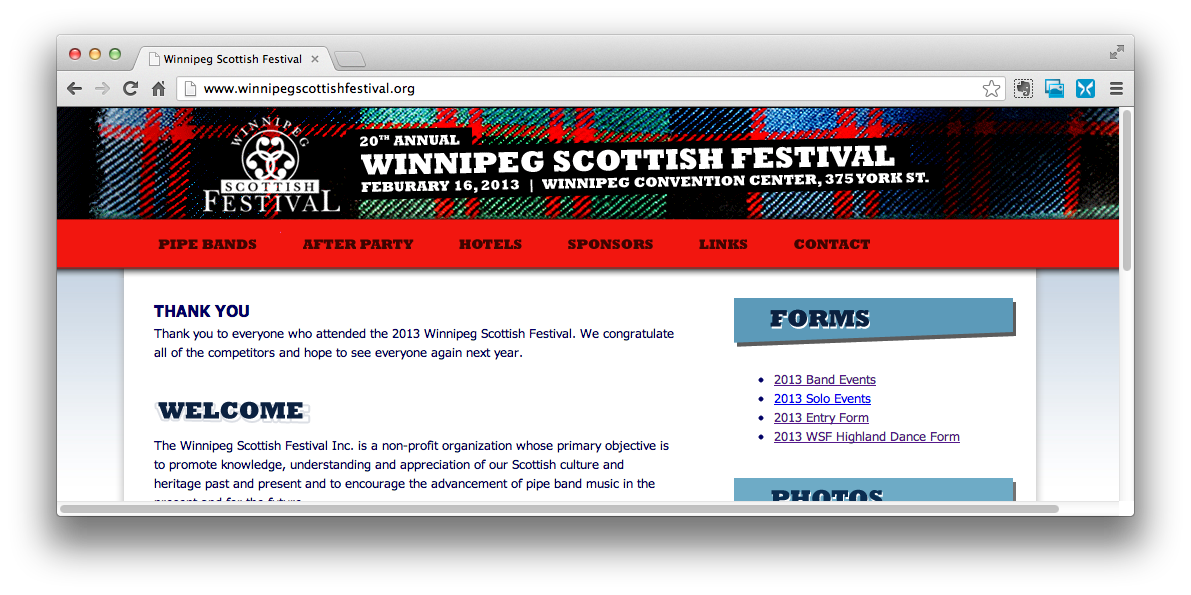 Winnipeg Scottish Festival
www.winnipegscottishfestival.org
WINNIPEG
SCOTTISH
FESTIVAL
20TH ANNUAL
WINNIPEG SCOTTISH FESTIVAL
FEBURARY 16, 2013 | WINNIPEG CONVENTION CENTER, 375 YORK ST.
PIPE BANDS AFTER PARTY HOTELS SPONSORS LINKS CONTACT
THANK YOU
Thank you to everyone who attended the 2013 Winnipeg Scottish Festival. We congratulate
all of the competitors and hope to see everyone again next year.
WELCOME
The Winnipeg Scottish Festival Inc. is a non-profit organization whose primary objective is
to promote knowledge, understanding and appreciation of our Scottish culture and
heritage past and present and to encourage the advancement of pipe band music in the
present and for the future
FORMS
2013 Band Events
2013 Solo Events
2013 Entry Form
2013 WSF Highland Dance Form
PHOTOS